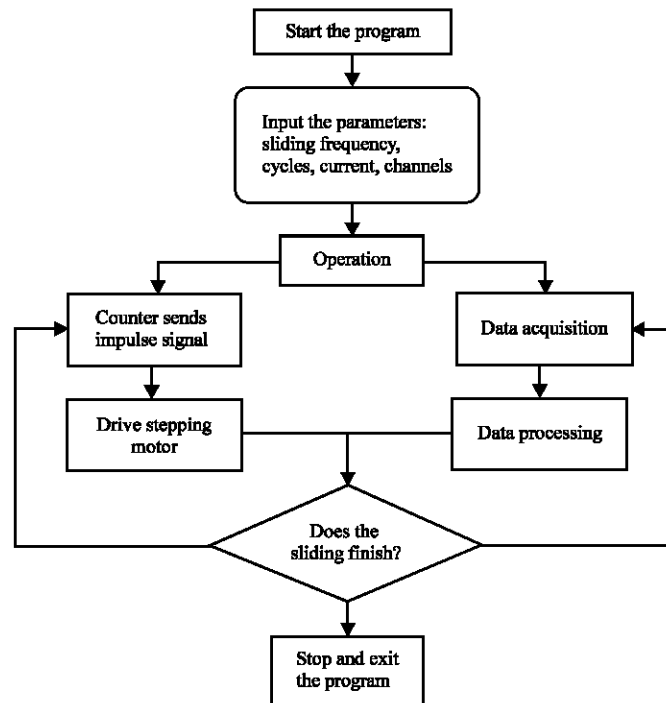 Start the program
Input the parameters:
sliding frequency,
cycles, current, channels
Operation
Counter sends
impulse signal
Data acquisition
Drive stepping
motor
Data processing
Does the
sliding finish?
Stop and exit
the program